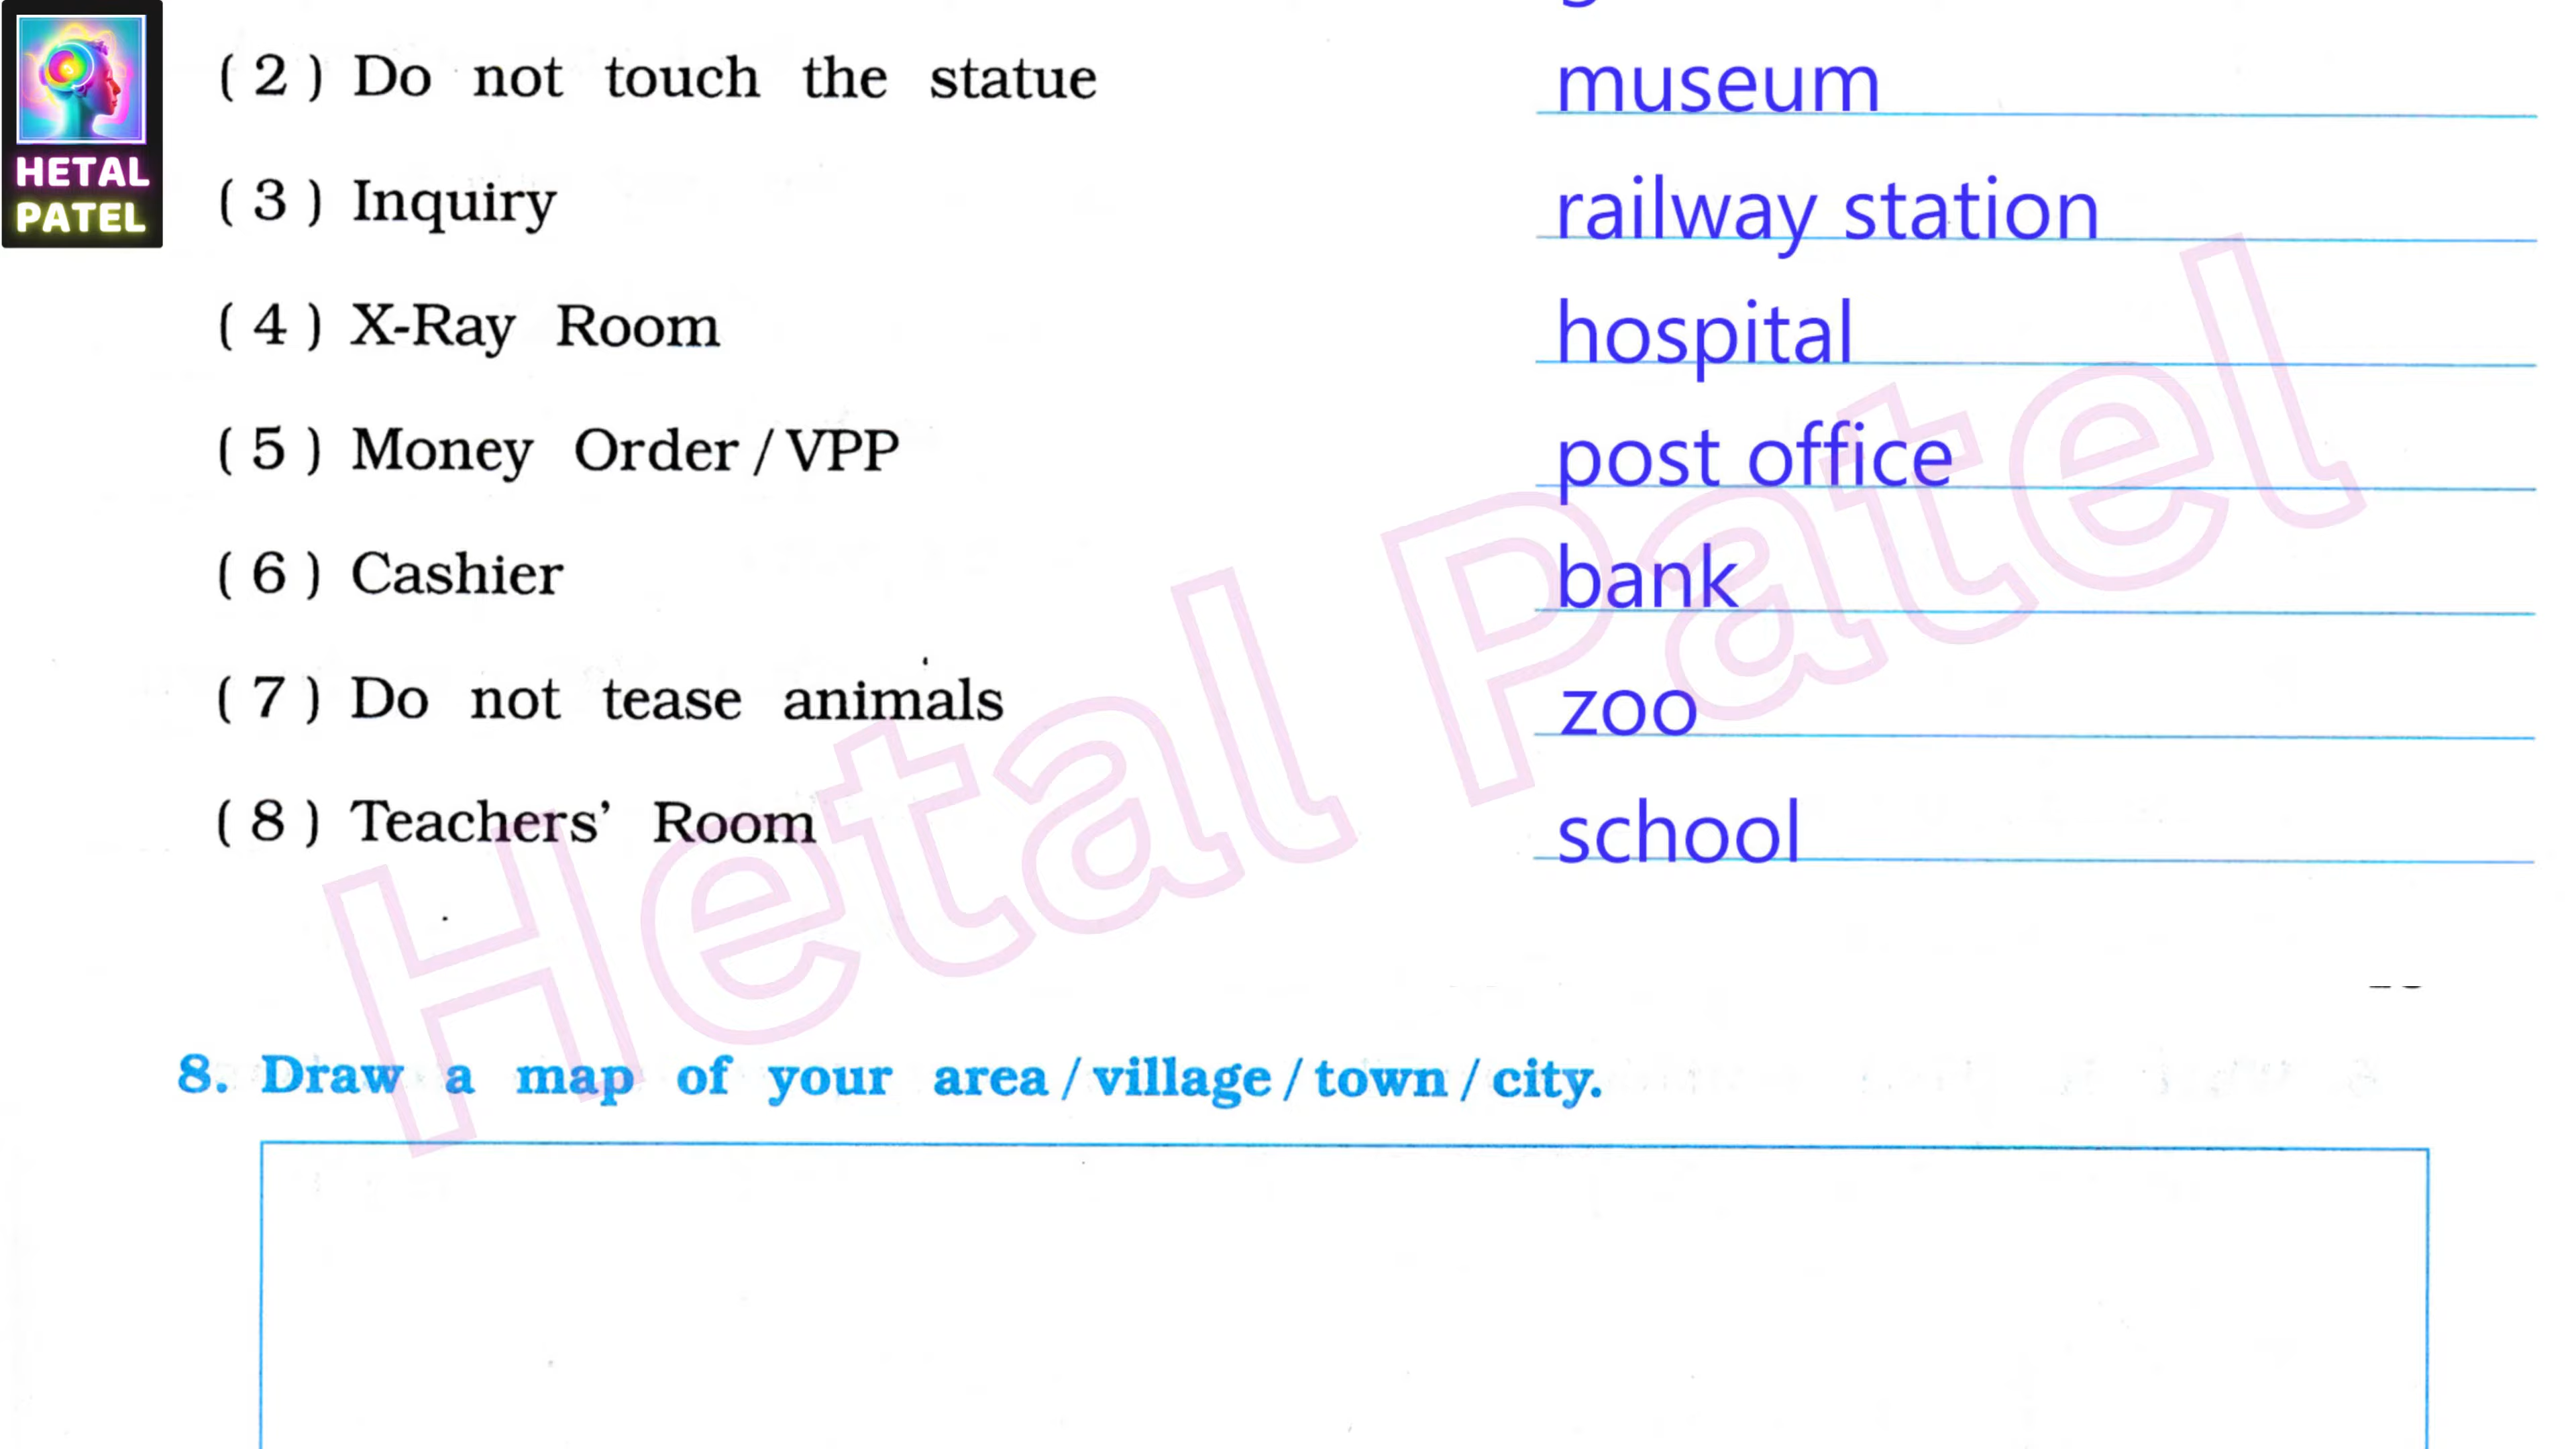 HETAL
PATEL
( 2 ) Do not touch the statue museum
( 3 ) Inquiry railway station
( 4 ) X-Ray Room hospital
( 5 ) Money Order / VPP post office
( 6 ) Cashier bank
( 7 ) Do not tease animals zoo
( 8 ) Teachers’ Room school
Hetal Patel
8. Draw a map of your area / village / town / city.